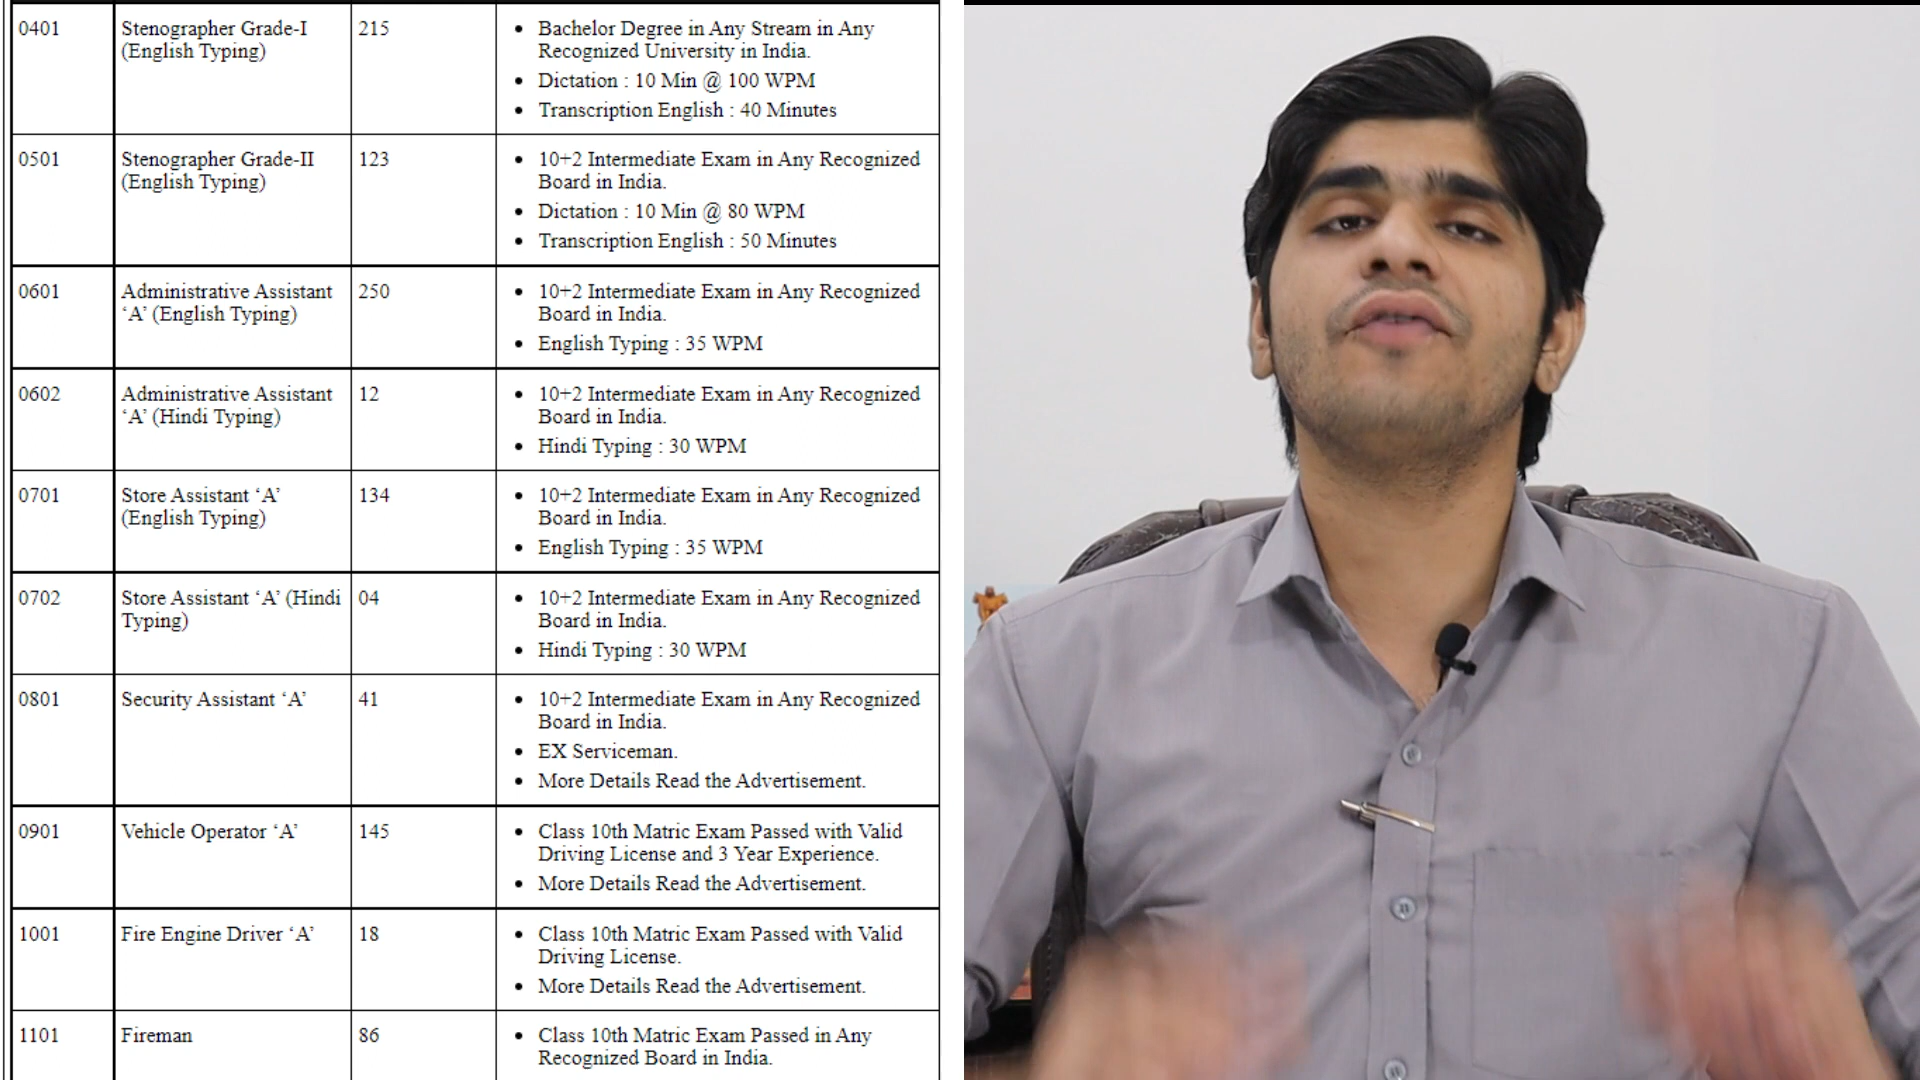 0401
Stenographer Grade-I
(English Typing)
215
Bachelor Degree in Any Stream in Any
Recognized University in India.
Dictation : 10 Min @ 100 WPM
Transcription English : 40 Minutes
0501
Stenographer Grade-II
(English Typing)
123
10+2 Intermediate Exam in Any Recognized
Board in India.
Dictation : 10 Min @ 80 WPM
Transcription English : 50 Minutes
0601
Administrative Assistant
‘A’ (English Typing)
250
10+2 Intermediate Exam in Any Recognized
Board in India.
English Typing : 35 WPM
0602
Administrative Assistant
‘A’ (Hindi Typing)
12
10+2 Intermediate Exam in Any Recognized
Board in India.
Hindi Typing : 30 WPM
0701
Store Assistant ‘A’
(English Typing)
134
10+2 Intermediate Exam in Any Recognized
Board in India.
English Typing : 35 WPM
0702
Store Assistant ‘A’ (Hindi
Typing)
04
10+2 Intermediate Exam in Any Recognized
Board in India.
Hindi Typing : 30 WPM
0801
Security Assistant ‘A’
41
10+2 Intermediate Exam in Any Recognized
Board in India.
EX Serviceman.
More Details Read the Advertisement.
0901
Vehicle Operator ‘A’
145
Class 10th Matric Exam Passed with Valid
Driving License and 3 Year Experience.
More Details Read the Advertisement.
1001
Fire Engine Driver ‘A’
18
Class 10th Matric Exam Passed with Valid
Driving License.
More Details Read the Advertisement.
1101
Fireman
86
Class 10th Matric Exam Passed in Any
Recognized Board in India.